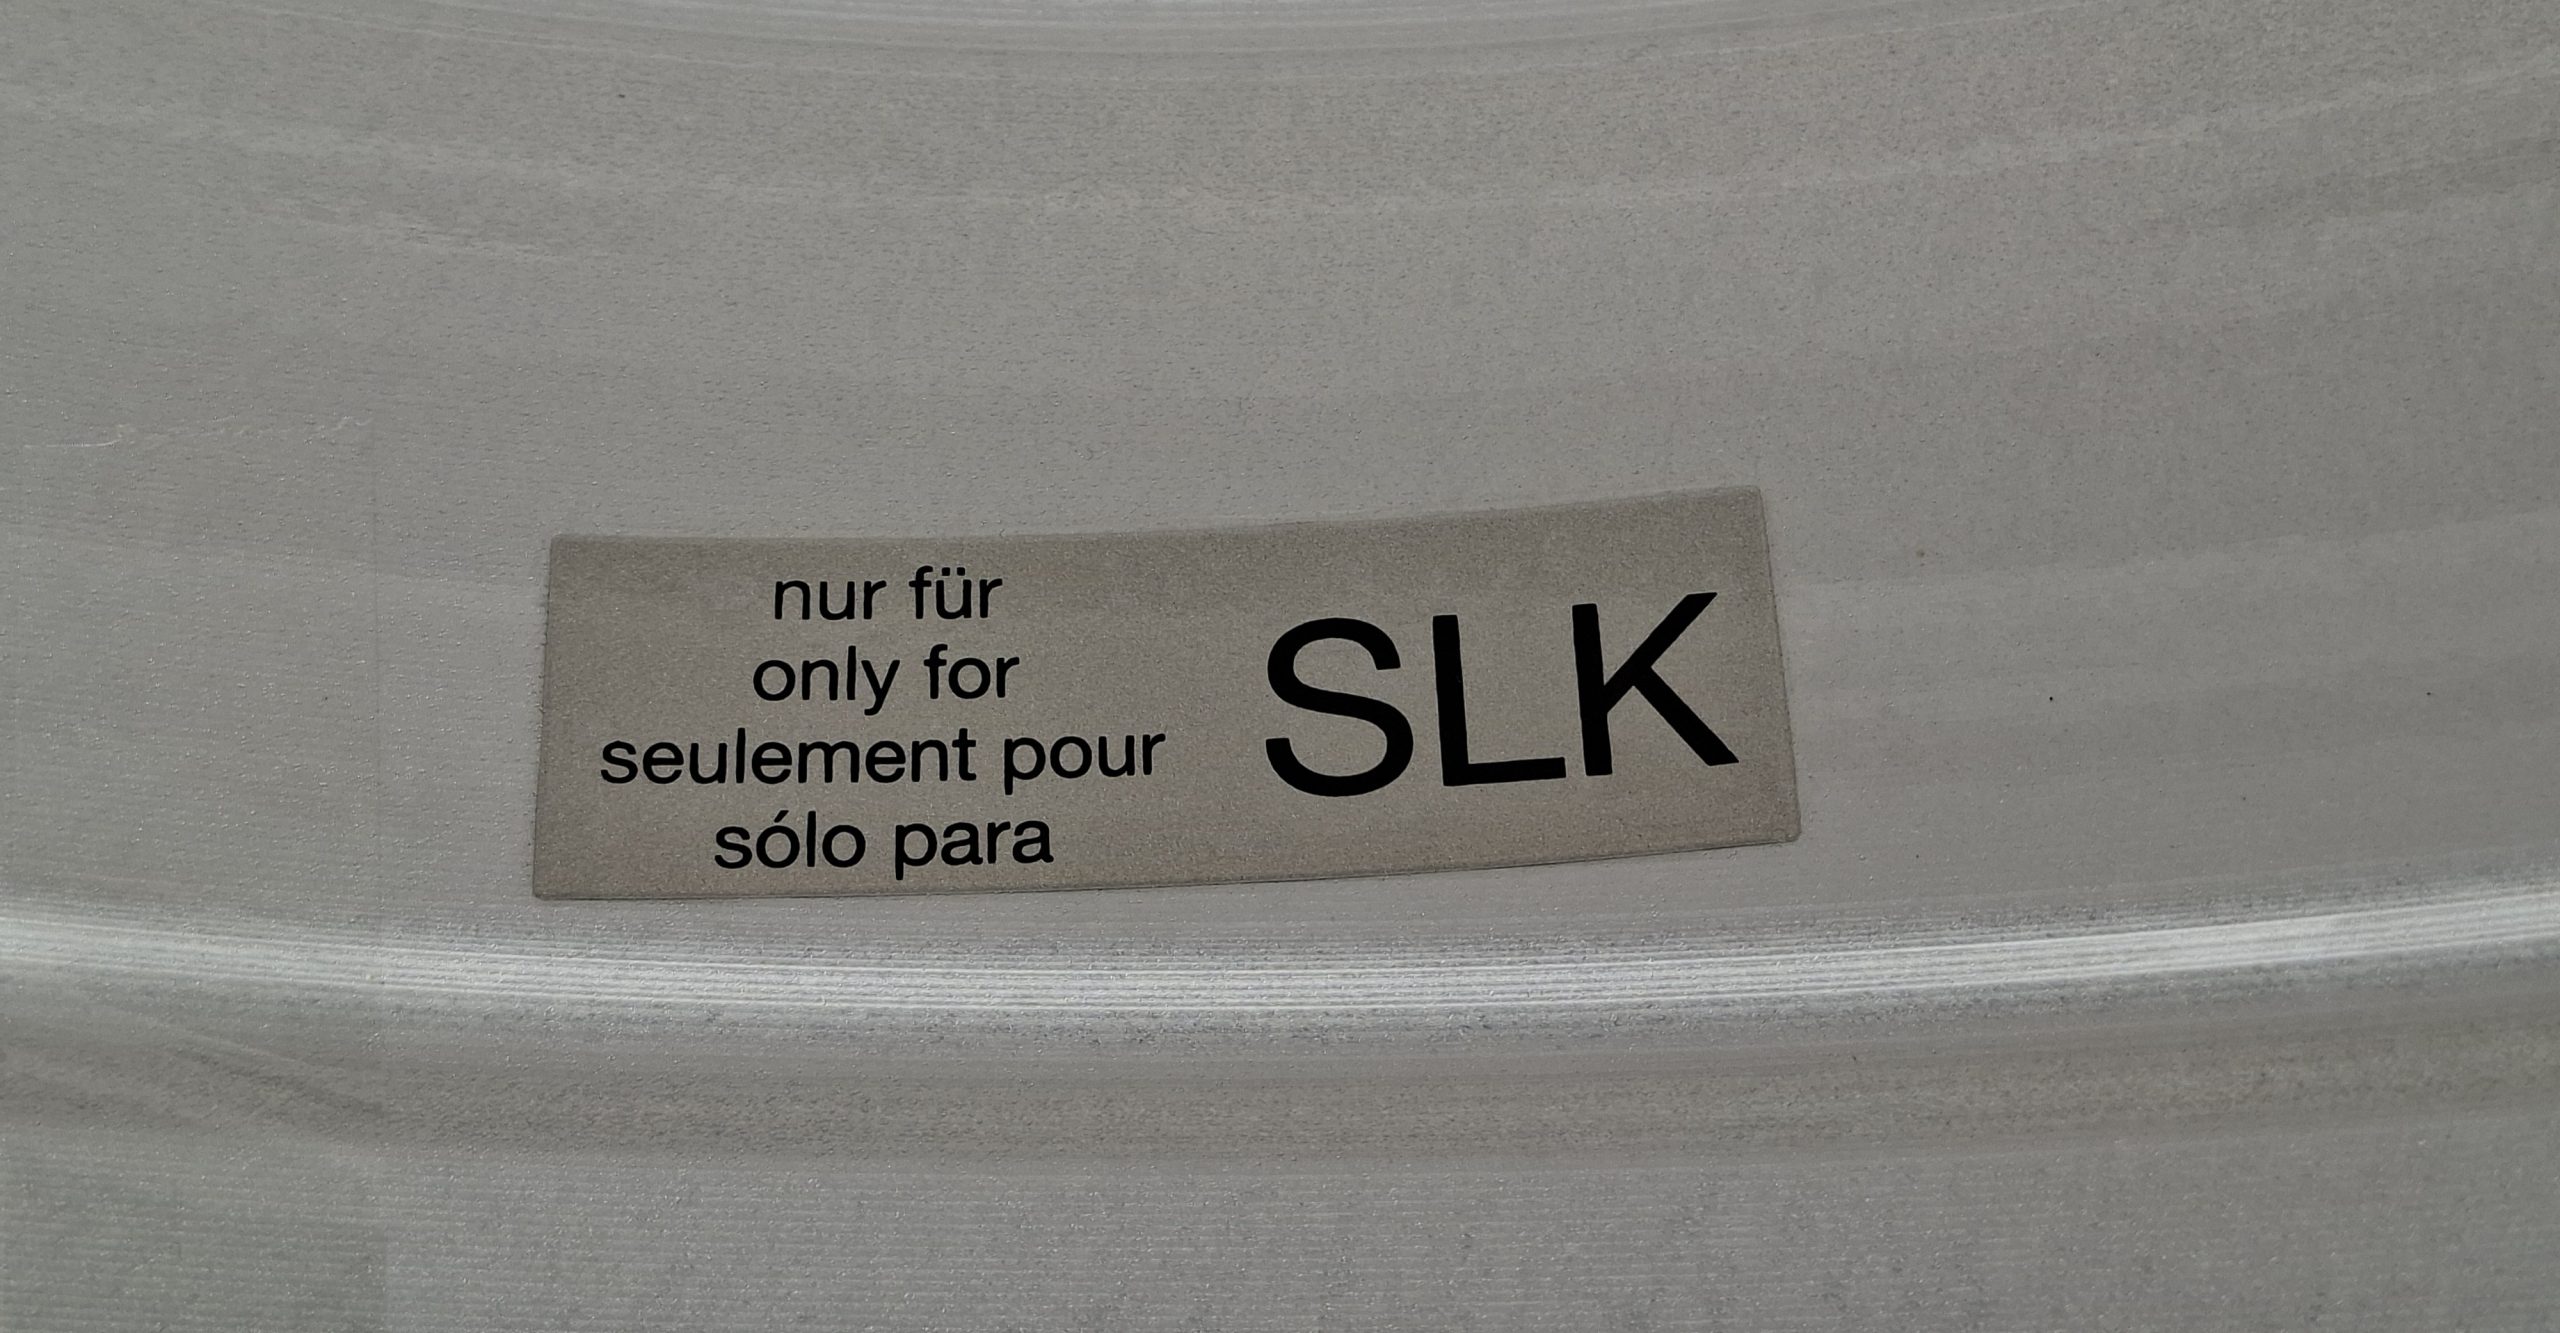 nur für
only for
seulement pour
sólo para
SLK